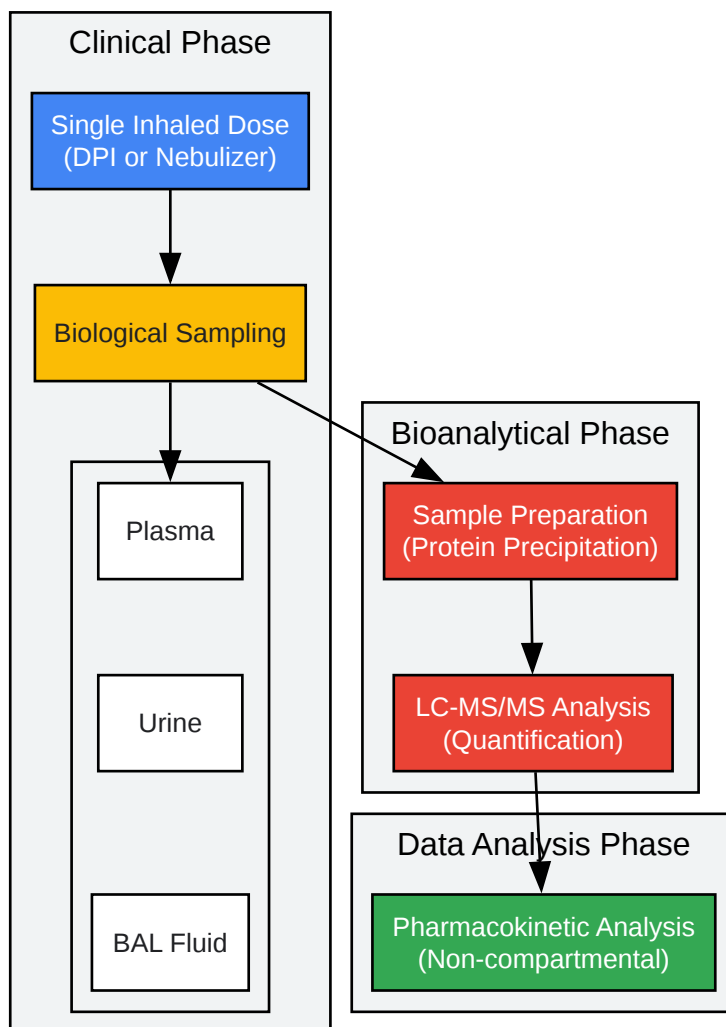 Clinical Phase
Single Inhaled Dose
(DPI or Nebulizer)
Biological Sampling
Plasma
Urine
BAL Fluid
Bioanalytical Phase
Sample Preparation
(Protein Precipitation)
LC-MS/MS Analysis
(Quantification)
Data Analysis Phase
Pharmacokinetic Analysis
(Non-compartmental)